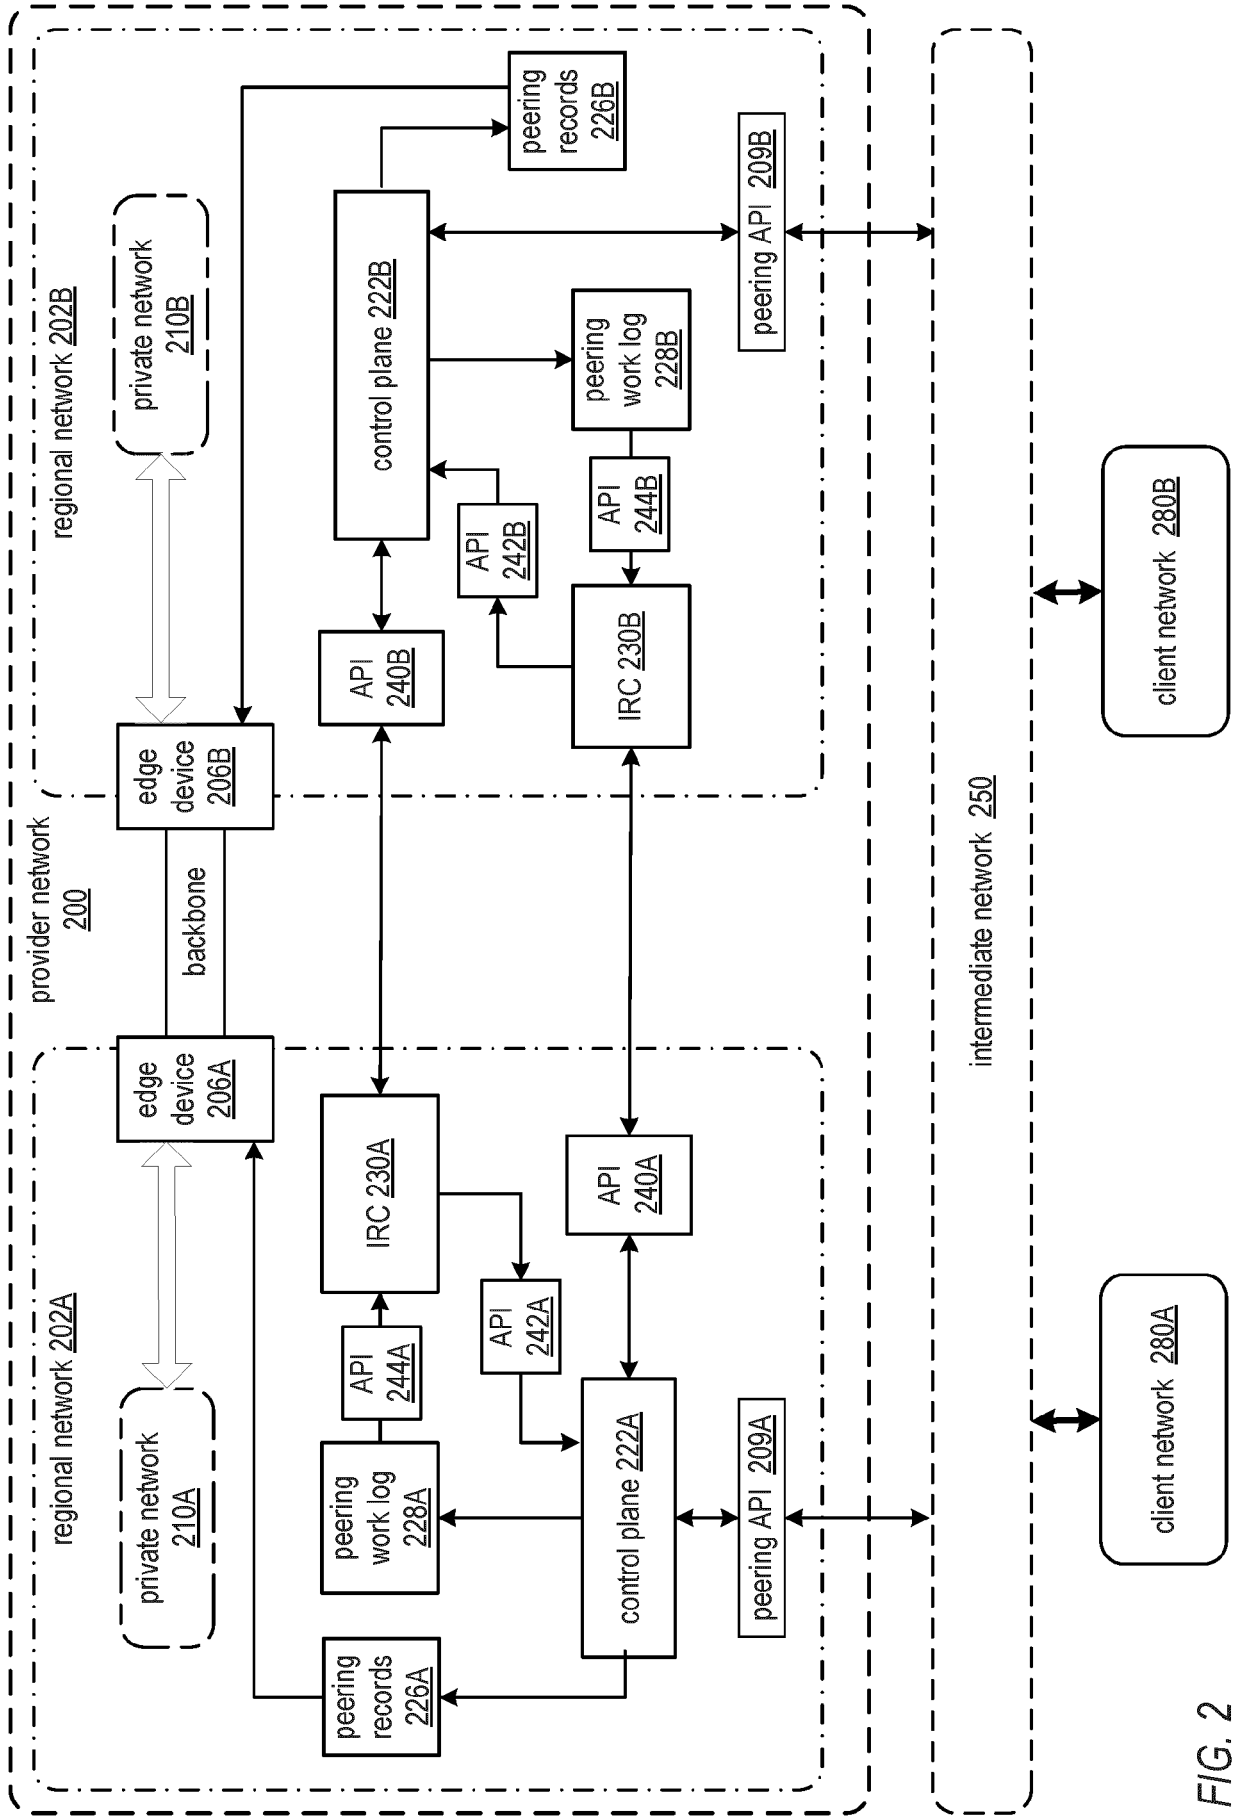 provider network
200
regional network 202A
regional network 202B
private network
210A
edge
device
206A
backbone
edge
device
206B
private network
210B
peering
records
226A
peering
work log
228A
API
244A
IRC 230A
API
240B
control plane 222B
peering
records
226B
API
242A
API
242B
control plane 222A
API
240A
IRC 230B
API
244B
peering
work log
228B
peering API 209A
peering API 209B
intermediate network 250
client network 280A
client network 280B
FIG. 2